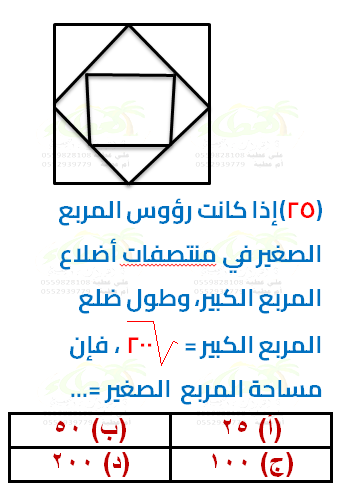 (٢٥)إذا كانت رؤوس المربع
الصغير في منتصفات أضلاع
المربع الكبير، وطول ضلع
المربع الكبير = √٢٠٠ ، فإن
مساحة المربع الصغير =...
(أ) ٢٥ (ب) ٥٠
(ج) ١٠٠ (د) ٢٠٠